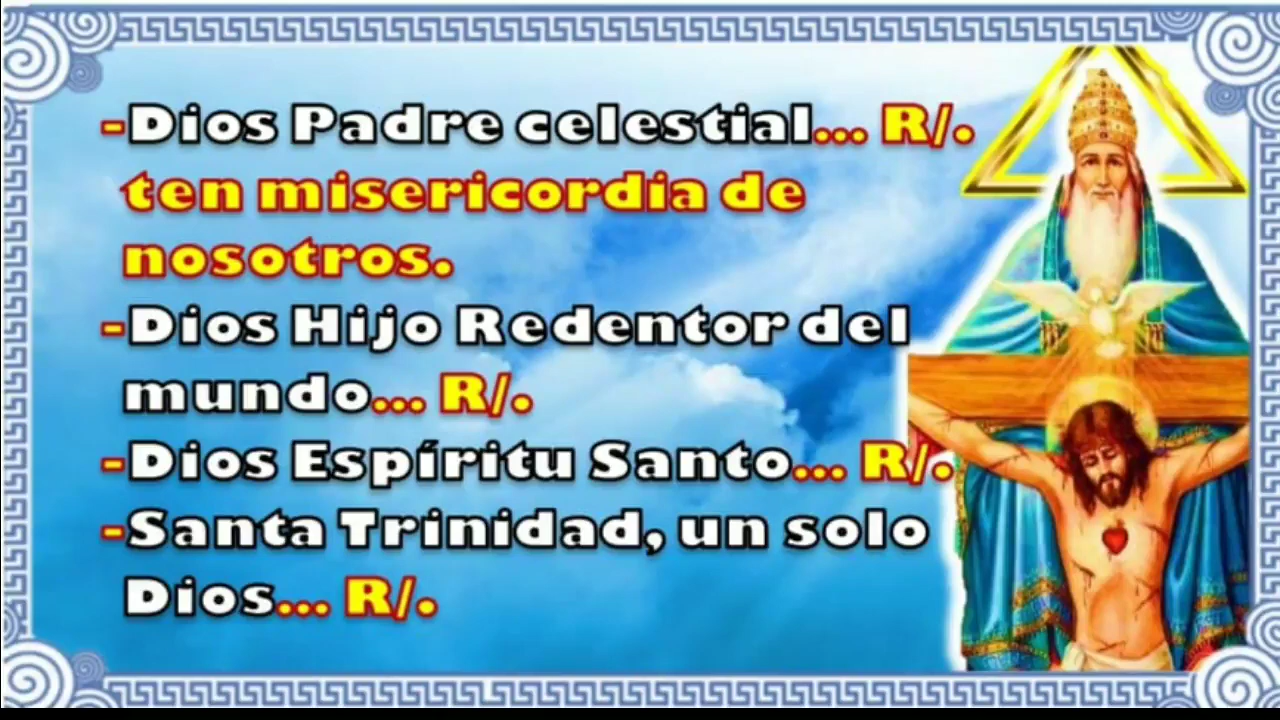 -Dios Padre celestial... R/.
ten misericordia de
nosotros.
-Dios Hijo Redentor del
mundo... R/.
-Dios Espíritu Santo... R/.
-Santa Trinidad, un solo
Dios... R/.